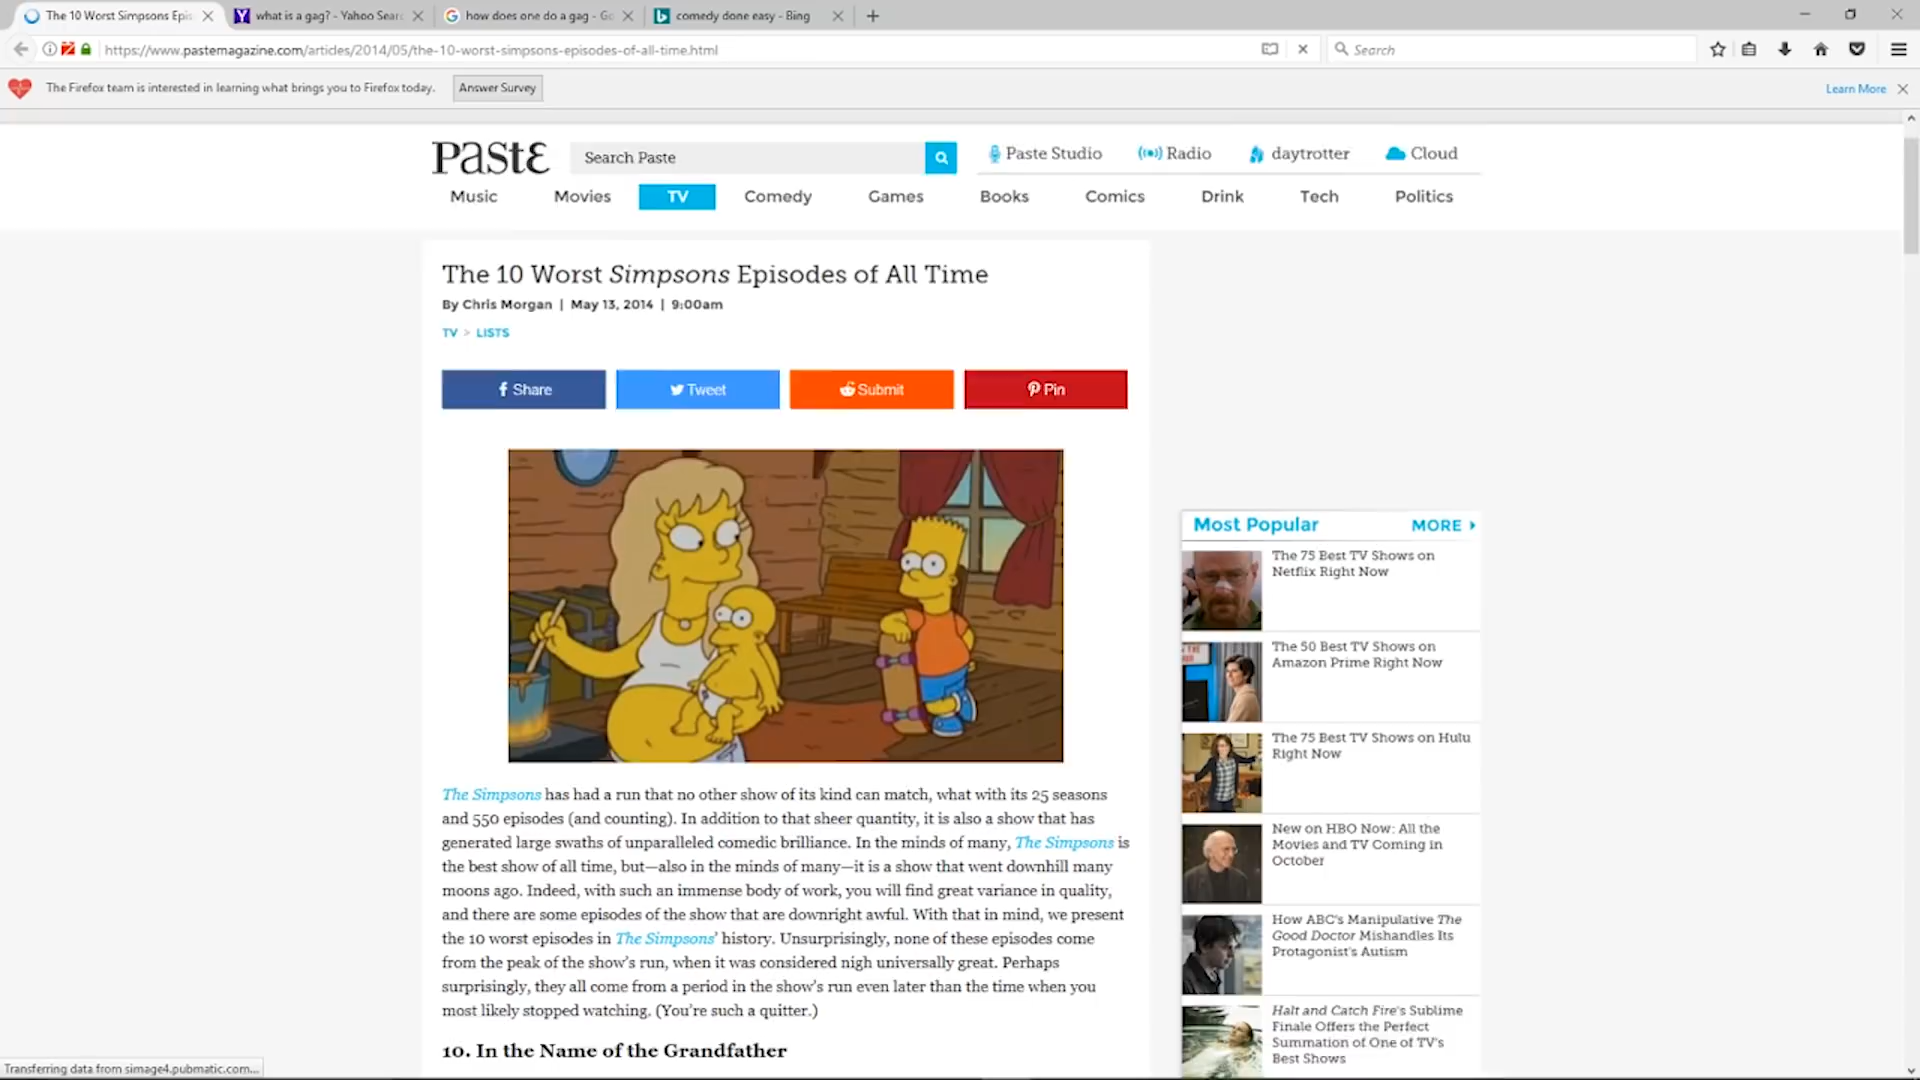 The 10 Worst Simpsons Epis
what is a gag? - Yahoo Sear
how does one do a gag - Go
comedy done easy - Bing
https://www.pastemagazine.com/articles/2014/05/the-10-worst-simpsons-episodes-of-all-time.html
Search
The Firefox team is interested in learning what brings you to Firefox today.
Answer Survey
Learn More
Paste
Search Paste
Paste Studio
Radio
daytrotter
Cloud
Music
Movies
TV
Comedy
Games
Books
Comics
Drink
Tech
Politics
The 10 Worst Simpsons Episodes of All Time
By Chris Morgan | May 13, 2014 | 9:00am
TV > LISTS
Share
Tweet
Submit
Pin
The Simpsons has had a run that no other show of its kind can match, what with its 25 seasons
and 550 episodes (and counting). In addition to that sheer quantity, it is also a show that has
generated large swaths of unparalleled comedic brilliance. In the minds of many, The Simpsons is
the best show of all time, but—also in the minds of many—it is a show that went downhill many
moons ago. Indeed, with such an immense body of work, you will find great variance in quality,
and there are some episodes of the show that are downright awful. With that in mind, we present
the 10 worst episodes in The Simpsons' history. Unsurprisingly, none of these episodes come
from the peak of the show's run, when it was considered nigh universally great. Perhaps
surprisingly, they all come from a period in the show's run even later than the time when you
most likely stopped watching. (You're such a quitter.)
10. In the Name of the Grandfather
Most Popular
MORE
The 75 Best TV Shows on
Netflix Right Now
The 50 Best TV Shows on
Amazon Prime Right Now
The 75 Best TV Shows on Hulu
Right Now
New on HBO Now: All the
Movies and TV Coming in
October
How ABC's Manipulative The
Good Doctor Mishandles Its
Protagonist's Autism
Halt and Catch Fire's Sublime
Finale Offers the Perfect
Summation of One of TV's
Best Shows
Transferring data from simage4.pubmatic.com...